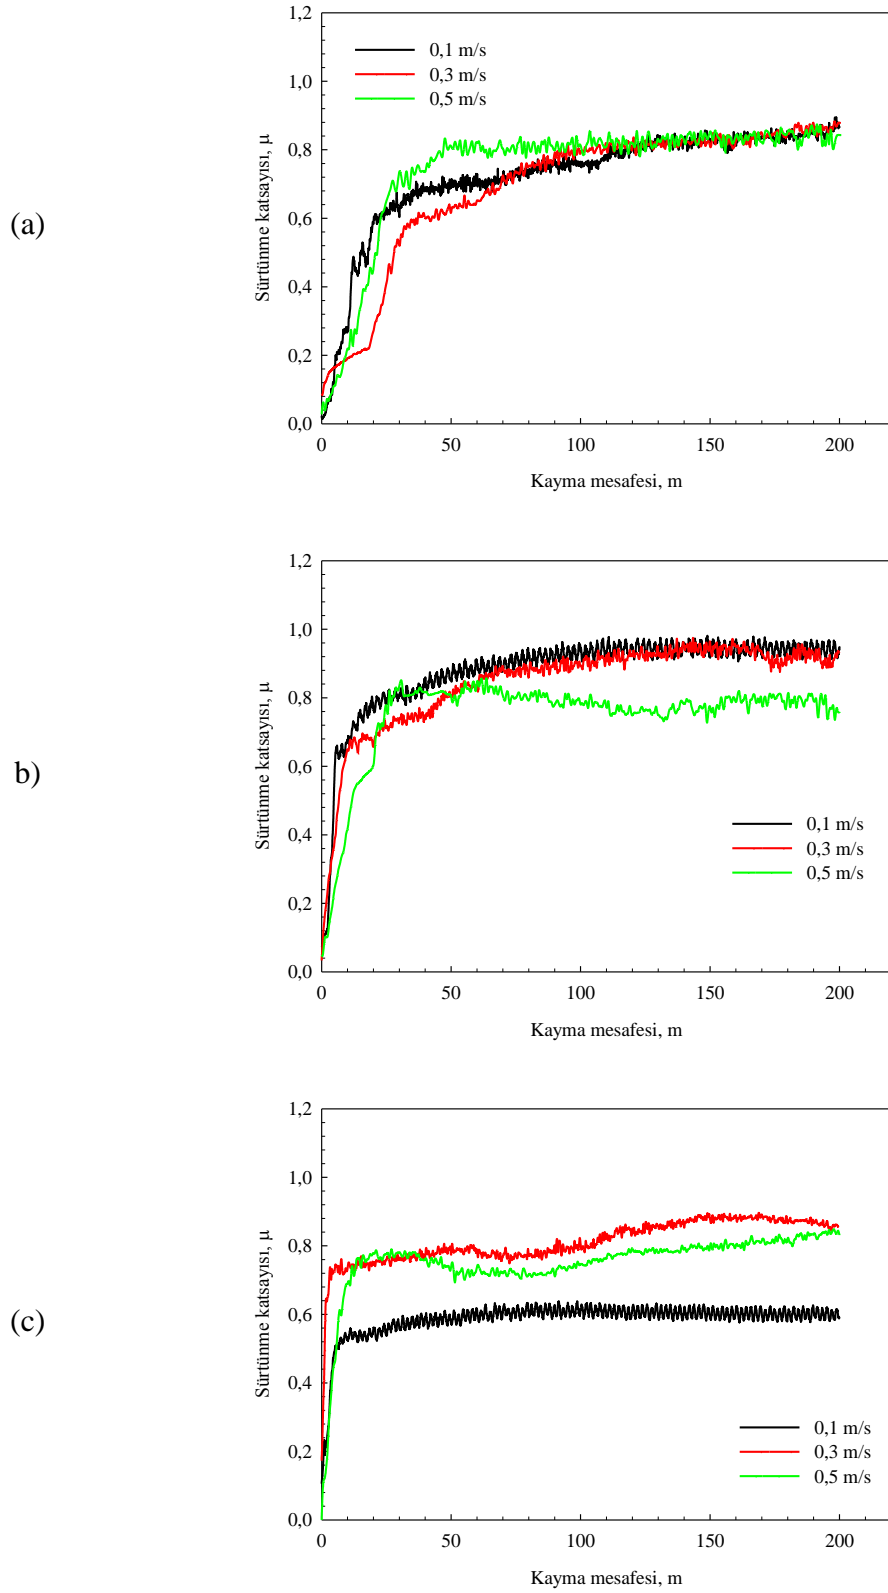 (a)
1,2
1,0
0,8
0,6
0,4
0,2
0,0
Sürtünme katsayısı, µ
0,1 m/s
0,3 m/s
0,5 m/s
0 50 100 150 200
Kayma mesafesi, m
b)
1,2
1,0
0,8
0,6
0,4
0,2
0,0
Sürtünme katsayısı, µ
0,1 m/s
0,3 m/s
0,5 m/s
0 50 100 150 200
Kayma mesafesi, m
(c)
1,2
1,0
0,8
0,6
0,4
0,2
0,0
Sürtünme katsayısı, µ
0,1 m/s
0,3 m/s
0,5 m/s
0 50 100 150 200
Kayma mesafesi, m